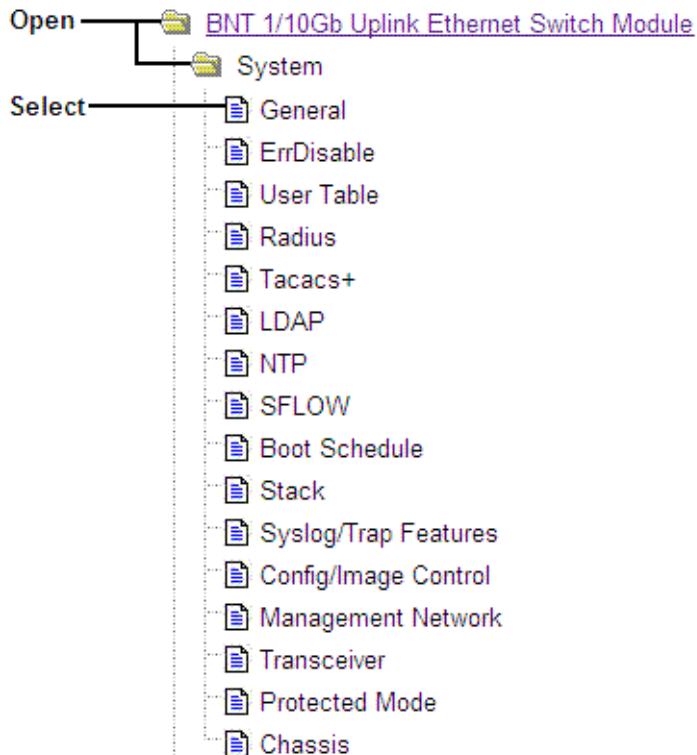 Open BNT 1/10Gb Uplink Ethernet Switch Module
System
Select General
ErrDisable
User Table
Radius
Tacacs+
LDAP
NTP
SFLOW
Boot Schedule
Stack
Syslog/Trap Features
Config/Image Control
Management Network
Transceiver
Protected Mode
Chassis